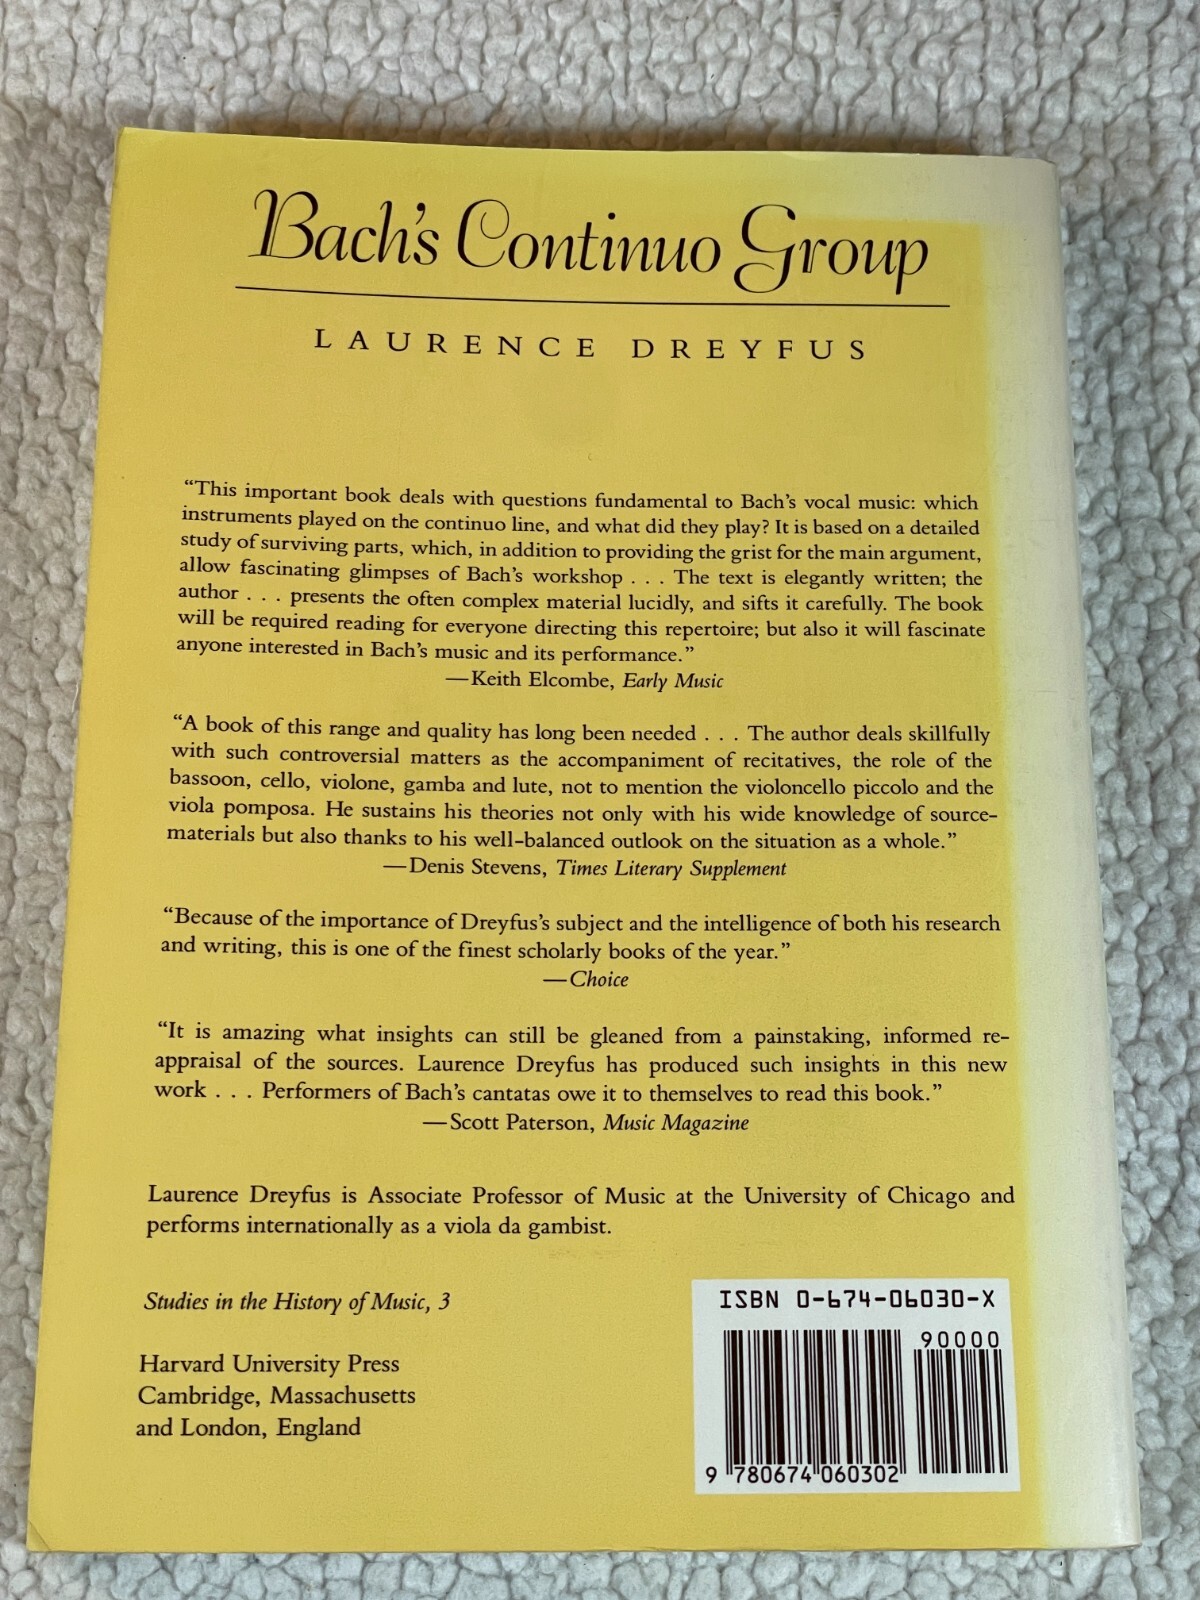 Bach's Continuo Group
LAURENCE DREYFUS
“This important book deals with questions fundamental to Bach's vocal music: which
instruments played on the continuo line, and what did they play? It is based on a detailed
study of surviving parts, which, in addition to providing the grist for the main argument,
allow fascinating glimpses of Bach's workshop . . . The text is elegantly written; the
author . . . presents the often complex material lucidly, and sifts it carefully. The book
will be required reading for everyone directing this repertoire; but also it will fascinate
anyone interested in Bach's music and its performance.”
—Keith Elcombe, Early Music
“A book of this range and quality has long been needed . . . The author deals skillfully
with such controversial matters as the accompaniment of recitatives, the role of the
bassoon, cello, violone, gamba and lute, not to mention the violoncello piccolo and the
viola pomposa. He sustains his theories not only with his wide knowledge of source-
materials but also thanks to his well-balanced outlook on the situation as a whole.”
—Denis Stevens, Times Literary Supplement
“Because of the importance of Dreyfus's subject and the intelligence of both his research
and writing, this is one of the finest scholarly books of the year.”
—Choice
“It is amazing what insights can still be gleaned from a painstaking, informed re-
appraisal of the sources. Laurence Dreyfus has produced such insights in this new
work . . . Performers of Bach's cantatas owe it to themselves to read this book.”
—Scott Paterson, Music Magazine
Laurence Dreyfus is Associate Professor of Music at the University of Chicago and
performs internationally as a viola da gambist.
Studies in the History of Music, 3
Harvard University Press
Cambridge, Massachusetts
and London, England
ISBN 0-674-06030-X
90000
9 780674 060302